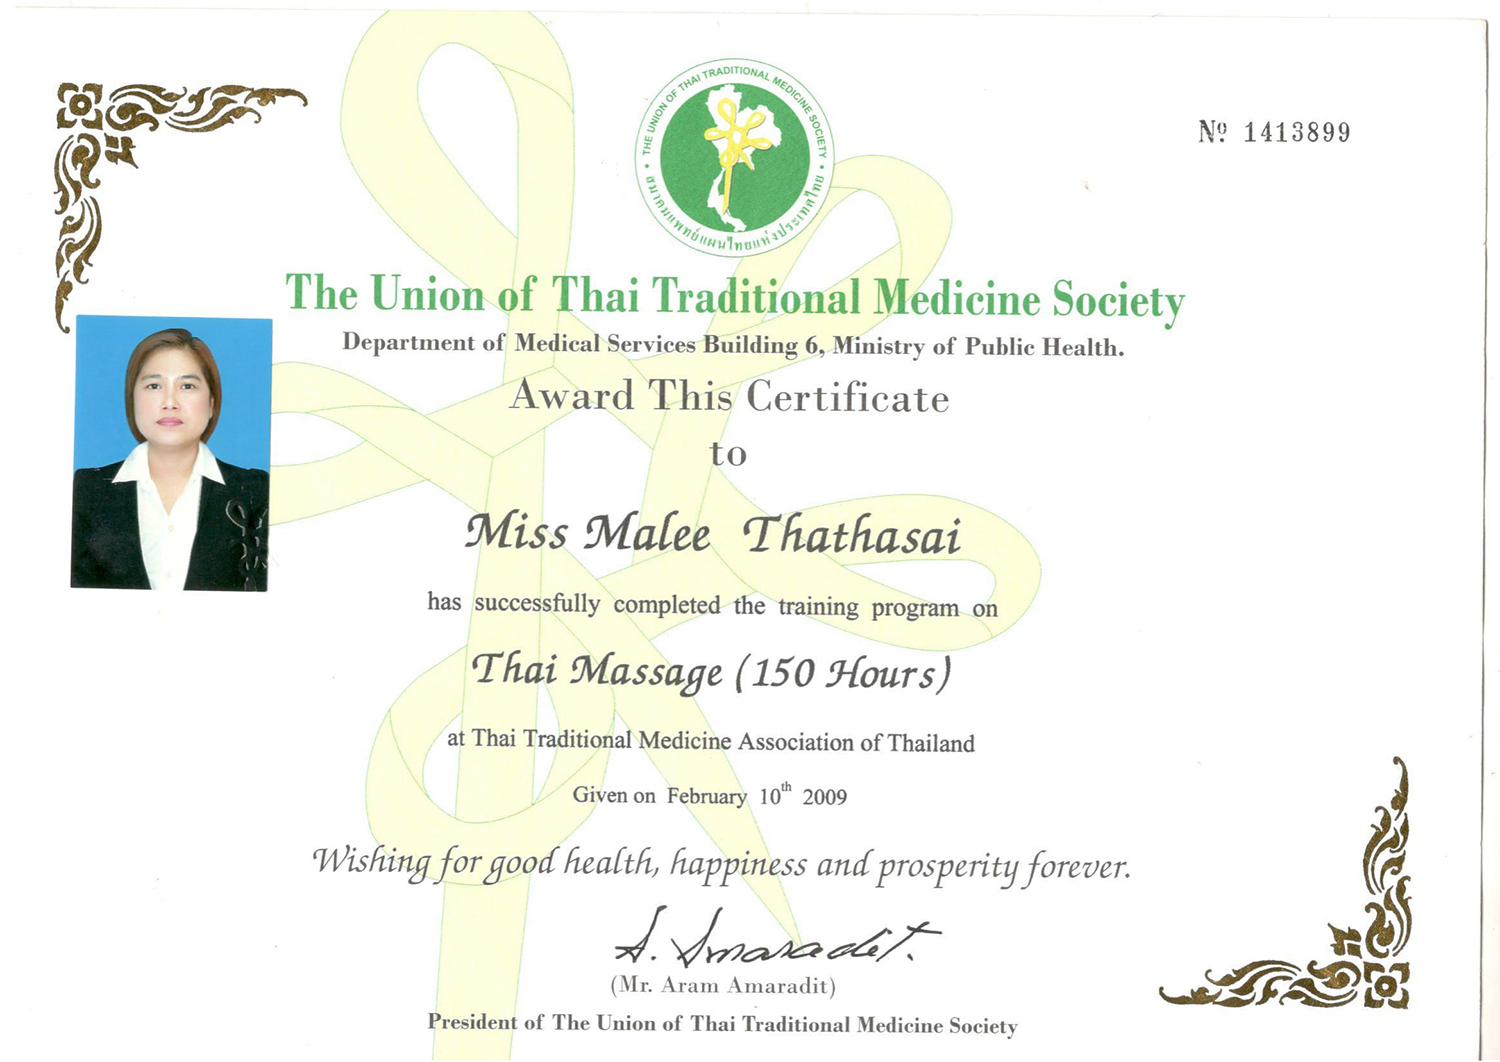 THE UNION OF THAI TRADITIONAL MEDICINE SOCIETY
สมาคมแพทย์แผนไทยแห่งประเทศไทย
Nº 1413899
The Union of Thai Traditional Medicine Society
Department of Medical Services Building 6, Ministry of Public Health.
Award This Certificate
to
Miss Malee Thathasai
has successfully completed the training program on
Thai Massage (150 Hours)
at Thai Traditional Medicine Association of Thailand
Given on February 10th 2009
Wishing for good health, happiness and prosperity forever.
A. Amaradit.
(Mr. Aram Amaradit)
President of The Union of Thai Traditional Medicine Society